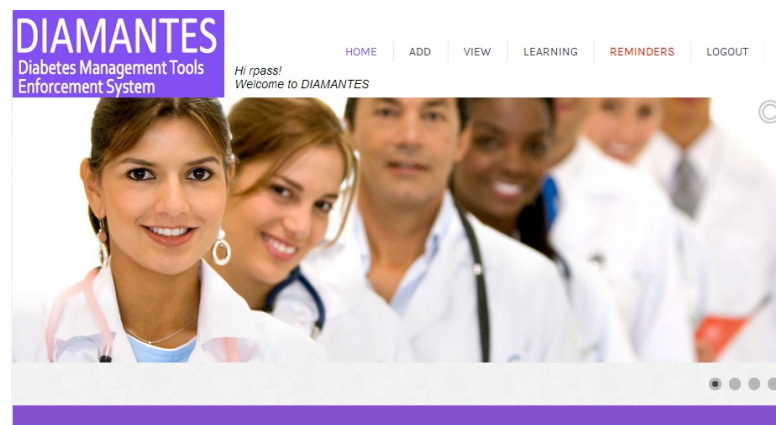 DIAMANTES
Diabetes Management Tools
Enforcement System
HOME ADD VIEW LEARNING REMINDERS LOGOUT
Hi rpass!
Welcome to DIAMANTES